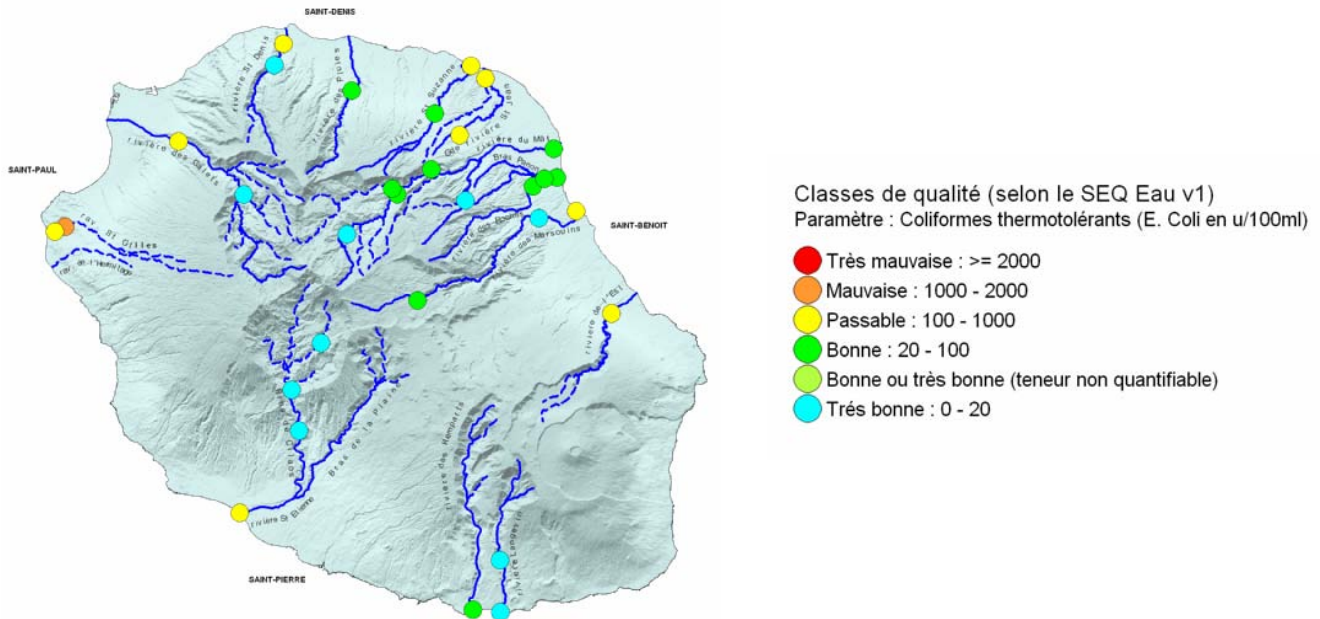 SAINT-DENIS
rivière St Denis
rivière des Pluies
rivière St Suzanne
Gde rivière St Jean
rivière du Mât
Bras Panon
rivière des Galets
SAINT-PAUL
rav. St Gilles
rav. de l'Hermitage
rivière des Roches
rivière des Marsouins
SAINT-BENOIT
rivière de l'Est
Bras de la Plaine
rivière des Remparts
rivière Langevin
rivière St Etienne
SAINT-PIERRE
Classes de qualité (selon le SEQ Eau v1)
Paramètre : Coliformes thermotolérants (E. Coli en u/100ml)
Très mauvaise : >= 2000
Mauvaise : 1000 - 2000
Passable : 100 - 1000
Bonne : 20 - 100
Bonne ou très bonne (teneur non quantifiable)
Trés bonne : 0 - 20